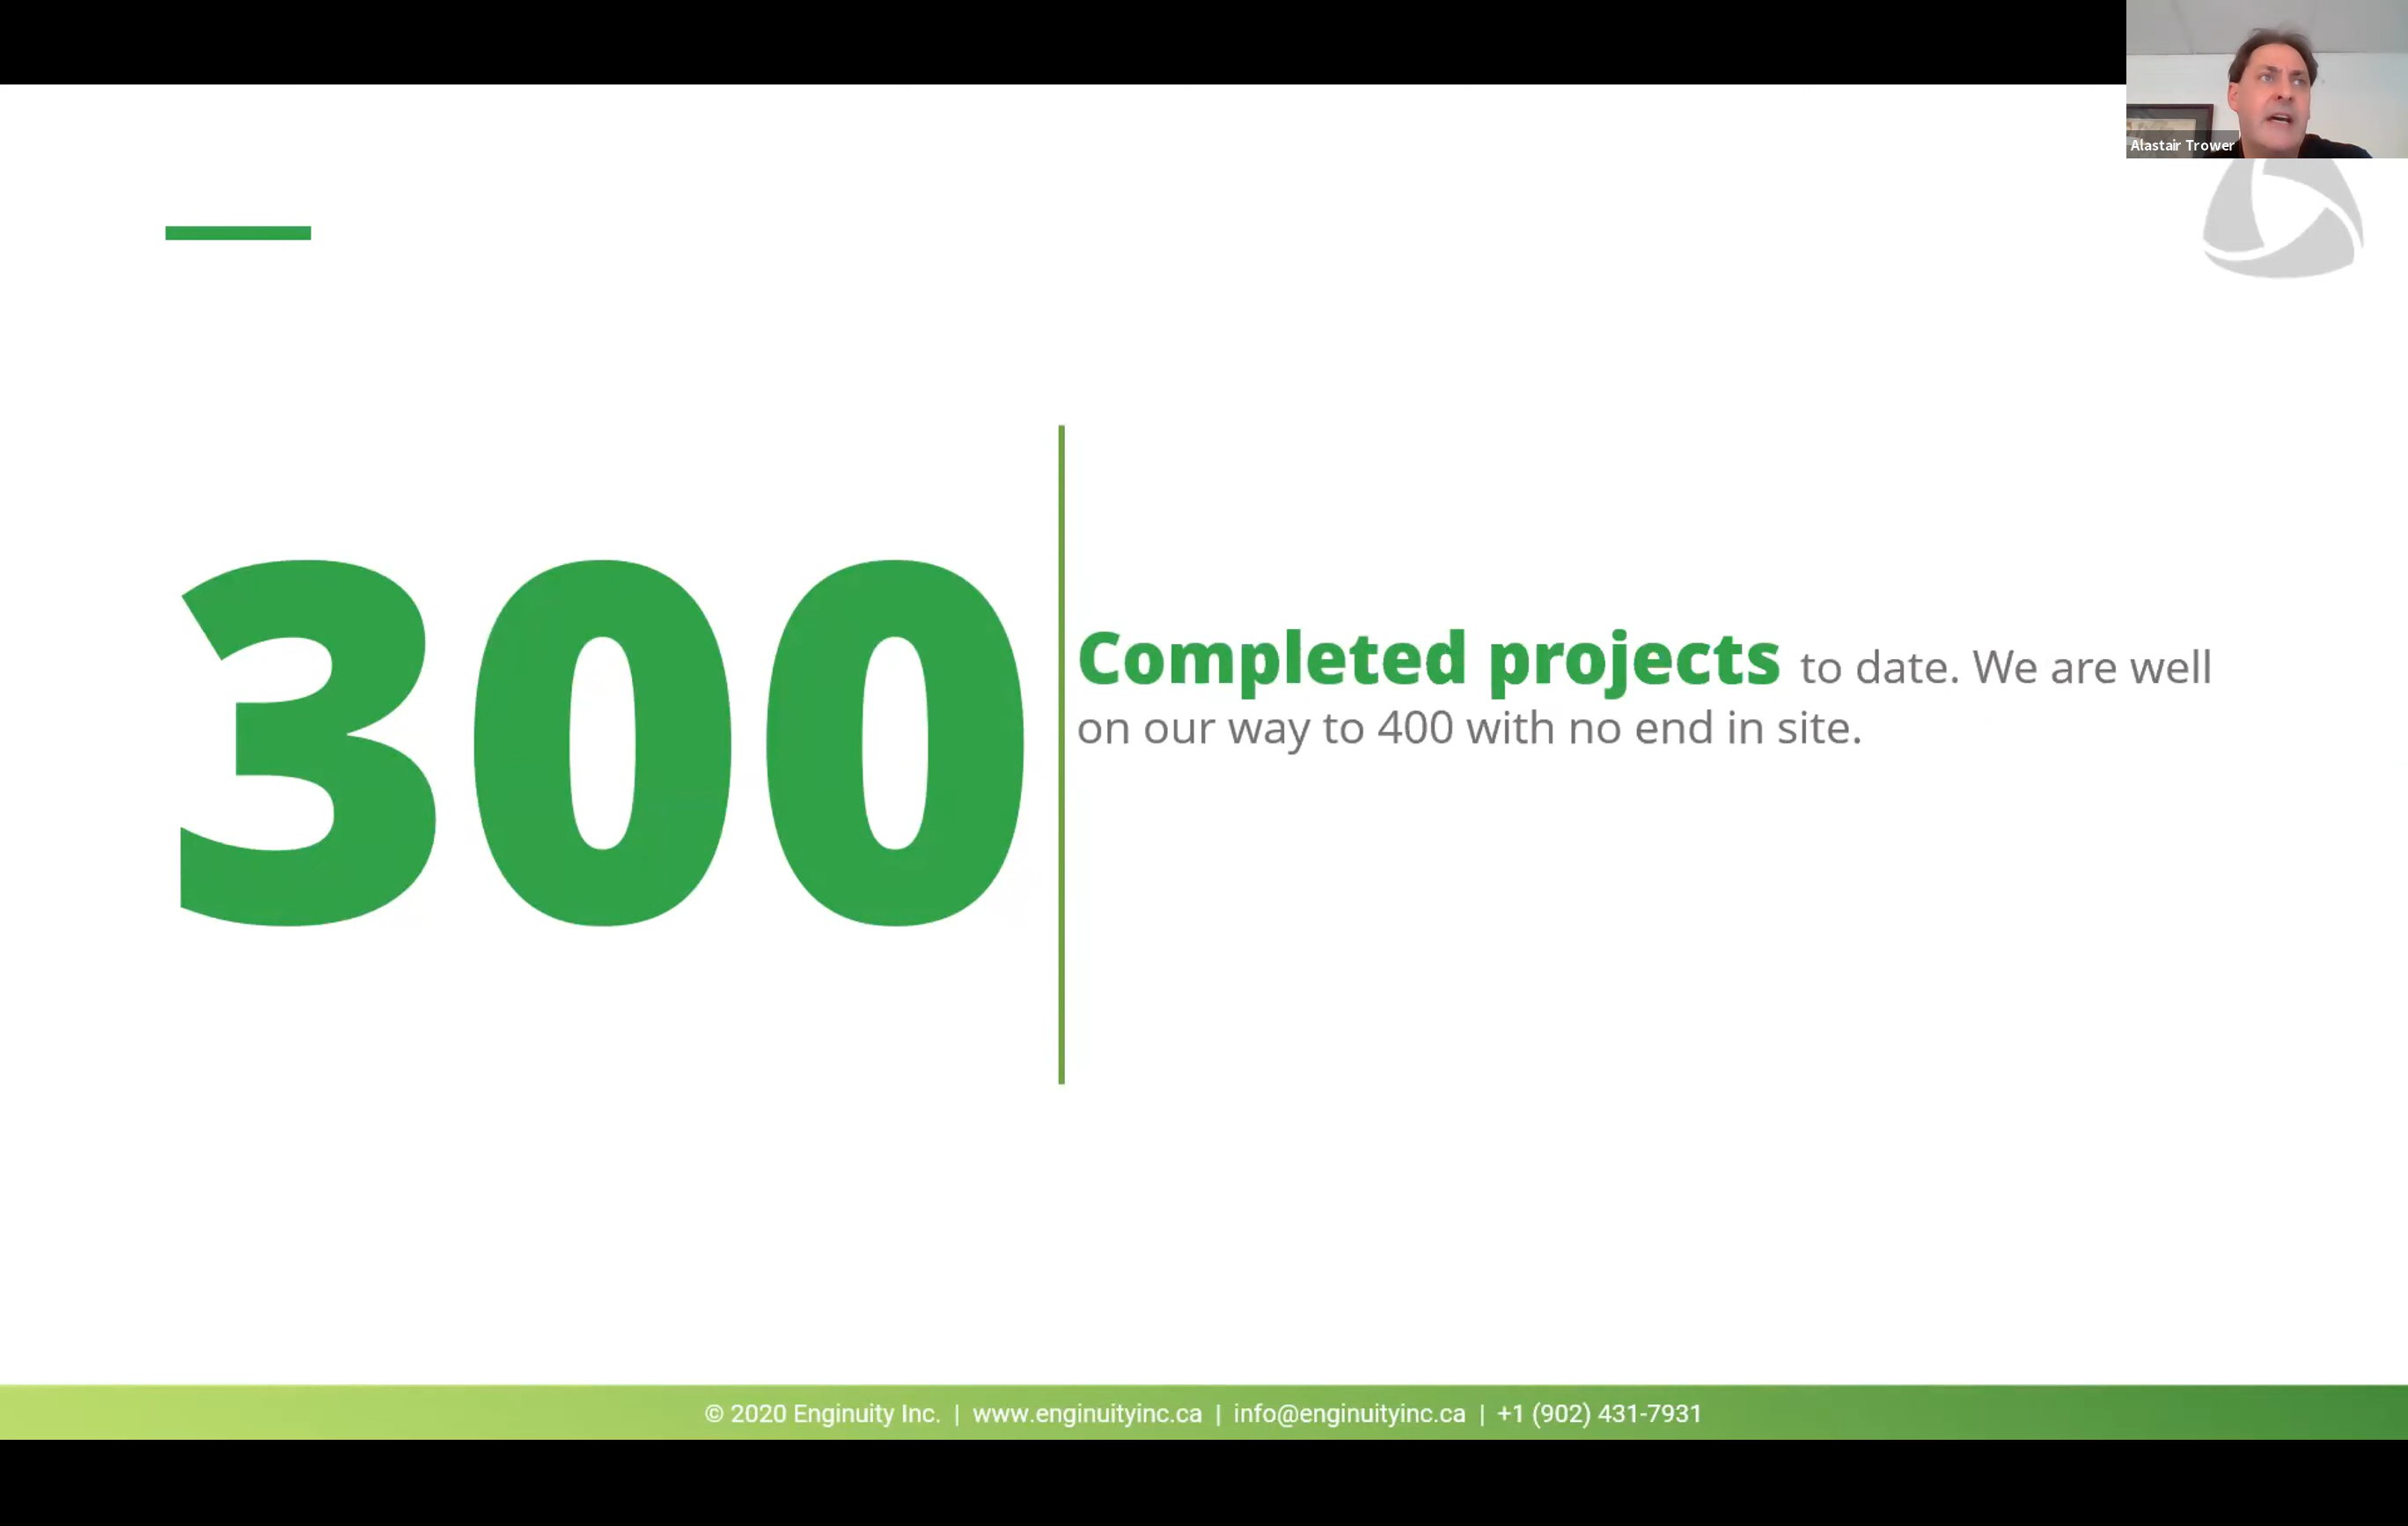 Alastair Trower
300
Completed projects to date. We are well
on our way to 400 with no end in site.
© 2020 Enginuity Inc. | www.enginuityinc.ca | info@enginuityinc.ca | +1 (902) 431-7931